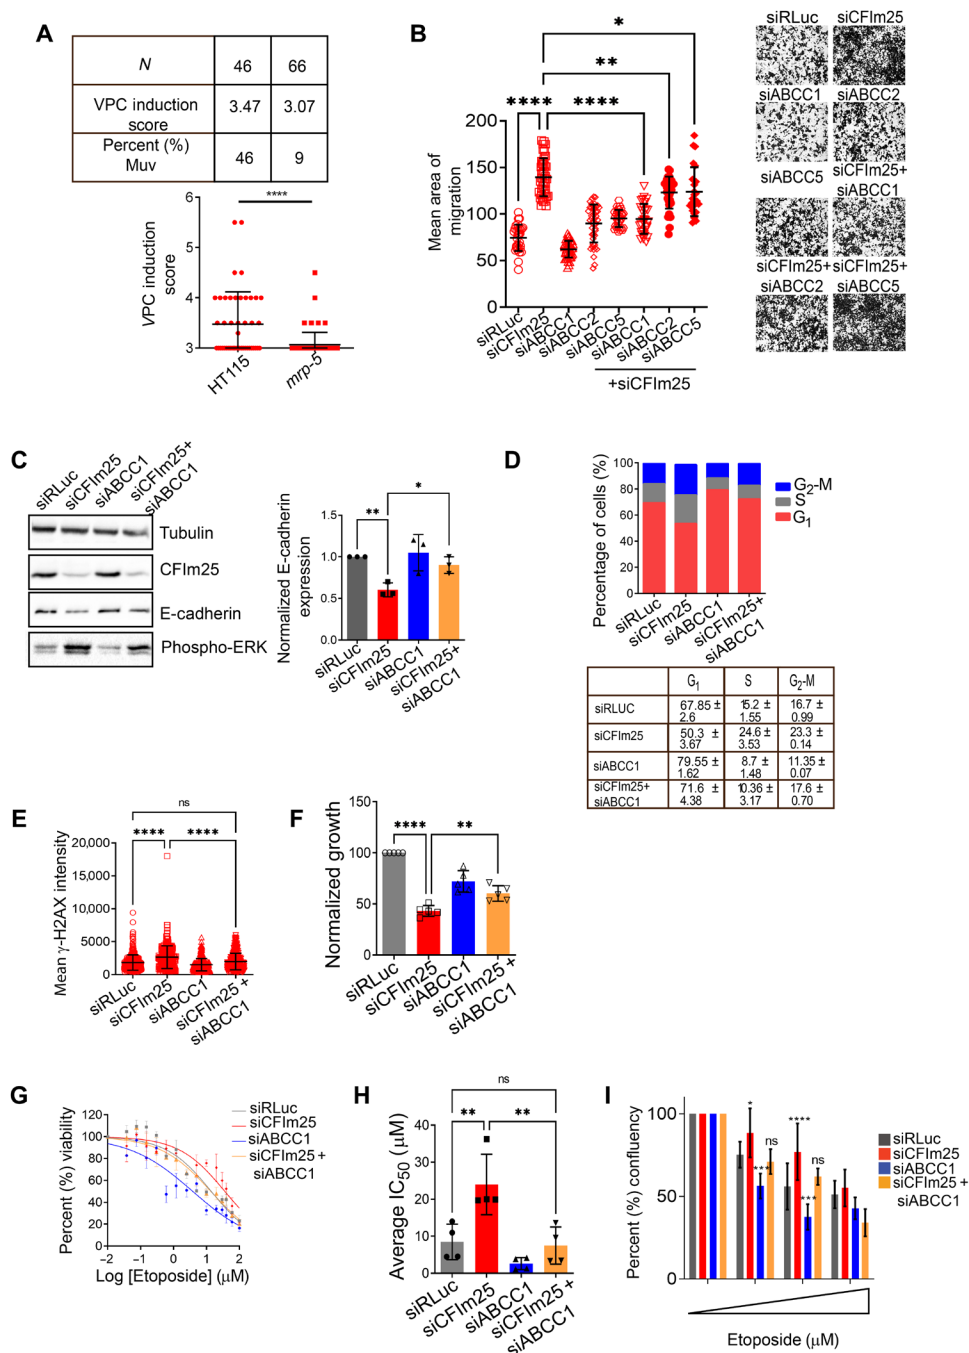 A
N 46 66
VPC induction score 3.47 3.07
Percent (%) Muv 46 9
****
6
5
4
3
VPC induction score
HT115
mrp-5
B
*
**
**** ****
200
150
100
50
0
Mean area of migration
siRLuc
siCFIm25
siABCC1
siABCC2
siABCC5
siABCC1
siABCC2
siABCC5
+siCFIm25
siRLuc siCFIm25
siABCC1 siABCC2
siABCC5 siCFIm25+ siABCC1
siCFIm25+ siABCC2 siCFIm25+ siABCC5
C
siRLuc
siCFIm25
siABCC1
siCFIm25+ siABCC1
Tubulin
CFIm25
E-cadherin
Phospho-ERK
** *
1.5
1.0
0.5
0.0
Normalized E-cadherin expression
siRLuc
siCFIm25
siABCC1
siCFIm25+ siABCC1
D
100
80
60
40
20
0
Percentage of cells (%)
G2-M
S
G1
siRLuc
siCFIm25
siABCC1
siCFIm25+ siABCC1
G1 S G2-M
siRLUC 67.85 ± 2.6 15.2 ± 1.55 16.7 ± 0.99
siCFIm25 50.3 ± 3.67 24.6 ± 3.53 23.3 ± 0.14
siABCC1 79.55 ± 1.62 8.7 ± 1.48 11.35 ± 0.07
siCFIm25+ siABCC1 71.6 ± 4.38 10.36 ± 3.17 17.6 ± 0.70
E
ns
**** ****
20,000
15,000
10,000
5000
0
Mean γ-H2AX intensity
siRLuc
siCFIm25
siABCC1
siCFIm25+ siABCC1
F
**** **
150
100
50
0
Normalized growth
siRLuc
siCFIm25
siABCC1
siCFIm25 + siABCC1
G
120
100
80
60
40
20
0
Percent (%) viability
−2 −1 0 1 2
Log [Etoposide] (μM)
siRLuc
siCFIm25
siABCC1
siCFIm25 + siABCC1
H
ns
** **
40
30
20
10
0
Average IC50 (μM)
siRLuc
siCFIm25
siABCC1
siCFIm25 + siABCC1
I
100
50
0
Percent (%) confluency
* *** ns
**** *** ns
siRLuc
siCFIm25
siABCC1
siCFIm25 + siABCC1
Etoposide (μM)